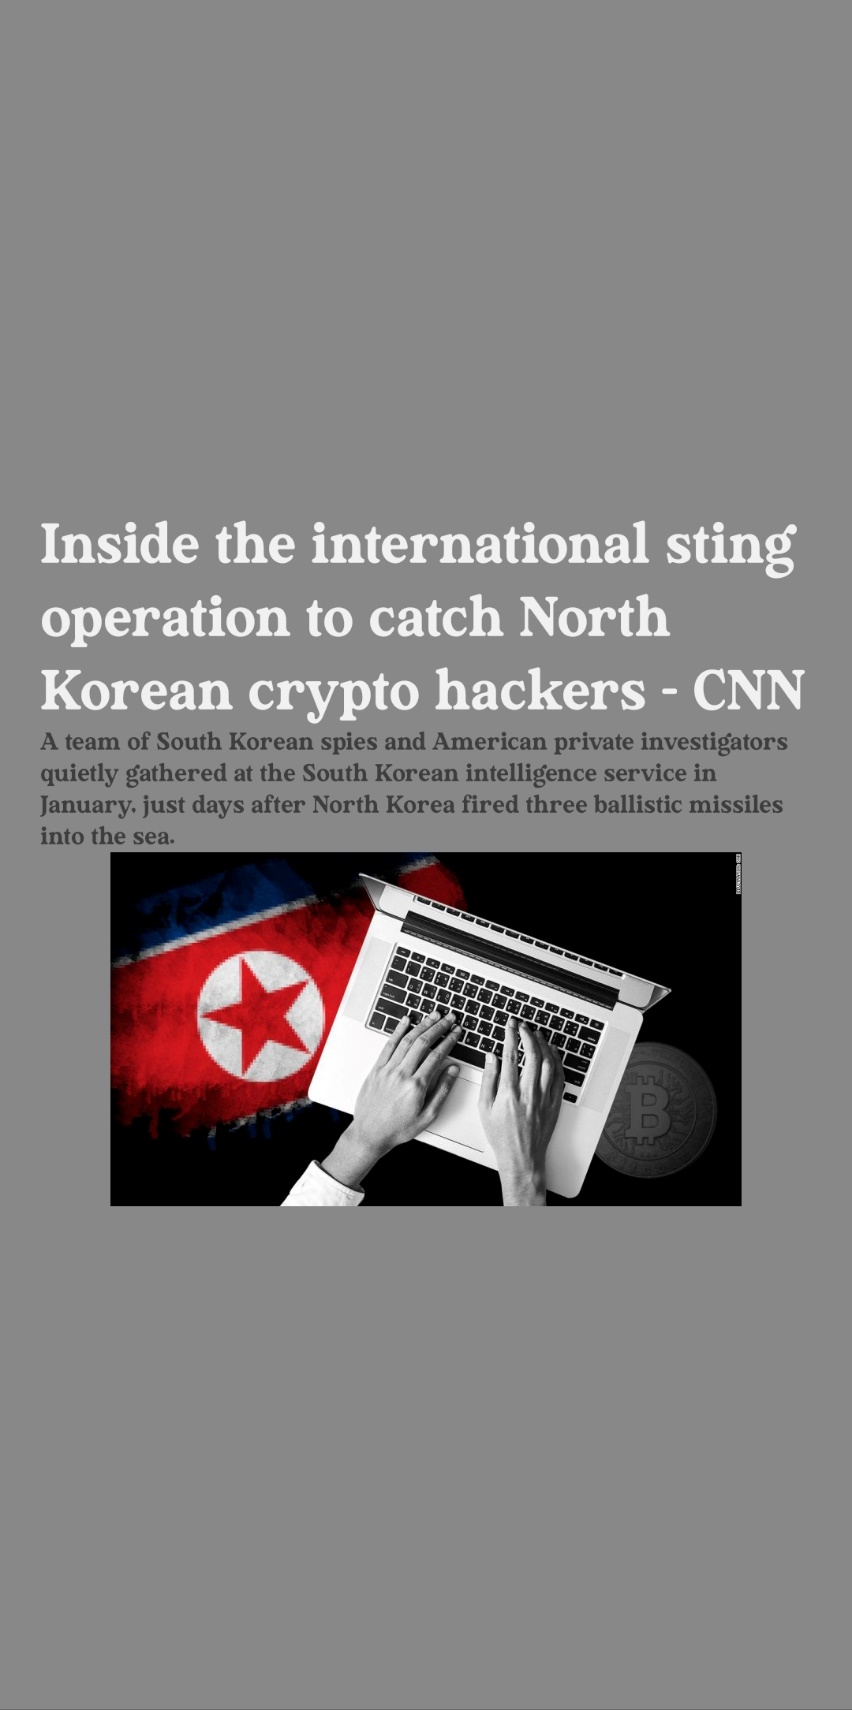 Inside the international sting
operation to catch North
Korean crypto hackers - CNN
A team of South Korean spies and American private investigators
quietly gathered at the South Korean intelligence service in
January, just days after North Korea fired three ballistic missiles
into the sea.